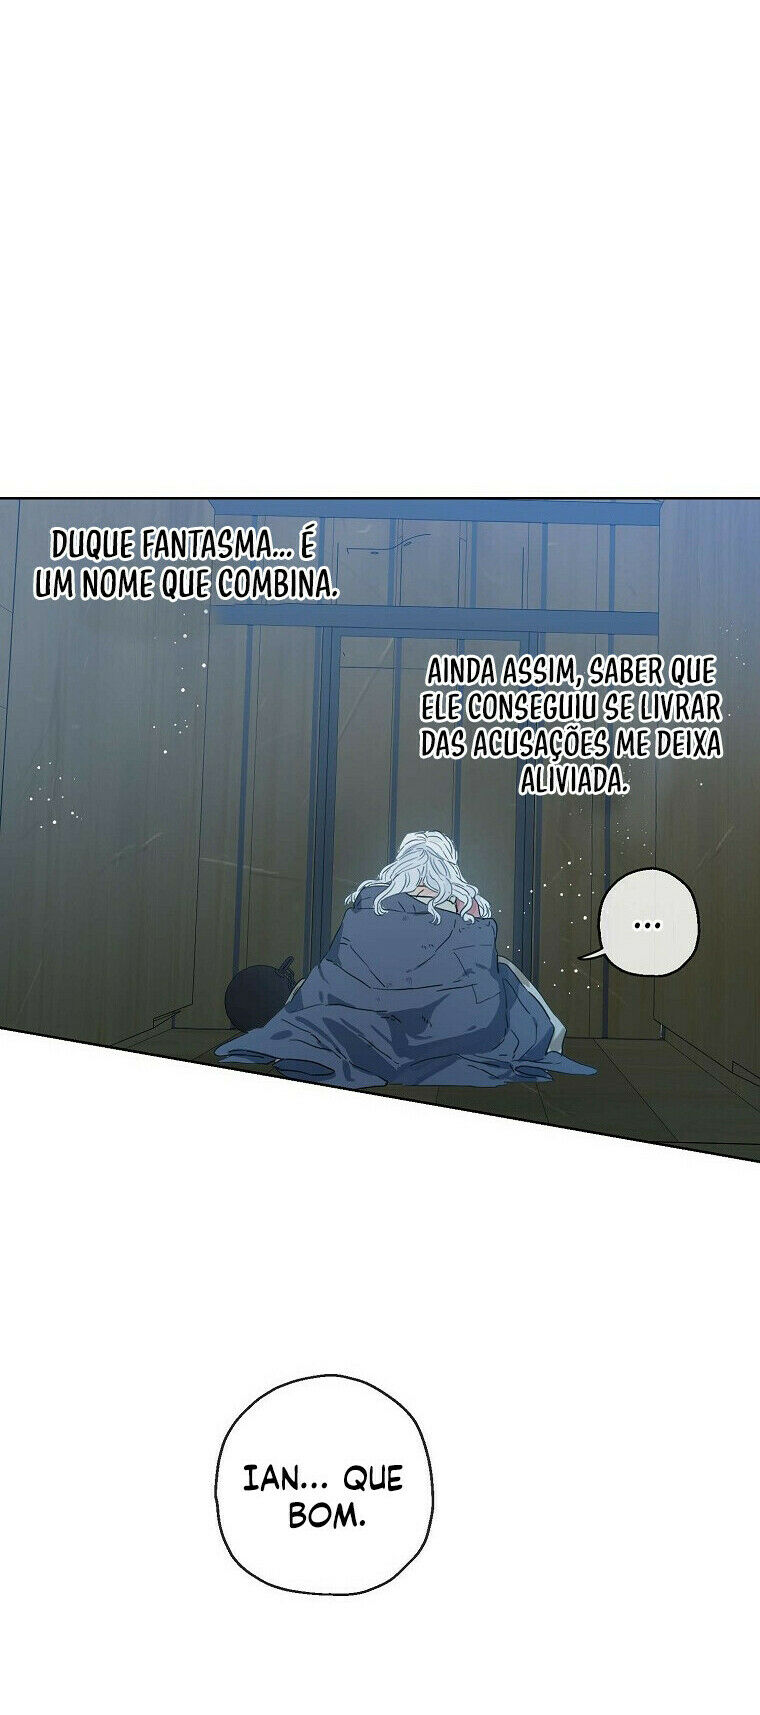 DUQUE FANTASMA... É
UM NOME QUE COMBINA.
AINDA ASSIM, SABER QUE
ELE CONSEGUIU SE LIVRAR
DAS ACUSAÇÕES ME DEIXA
ALIVIADA.
...
IAN... QUE
BOM.